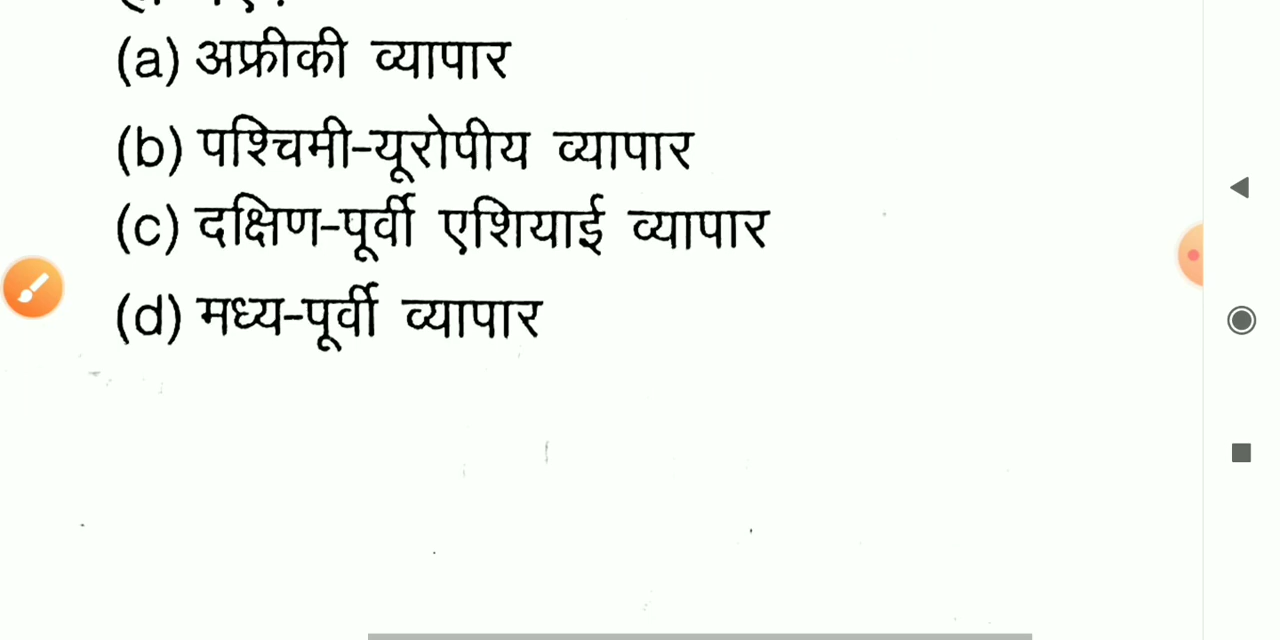 (a) अफ्रीकी व्यापार
(b) पश्चिमी-यूरोपीय व्यापार
(c) दक्षिण-पूर्वी एशियाई व्यापार
(d) मध्य-पूर्वी व्यापार